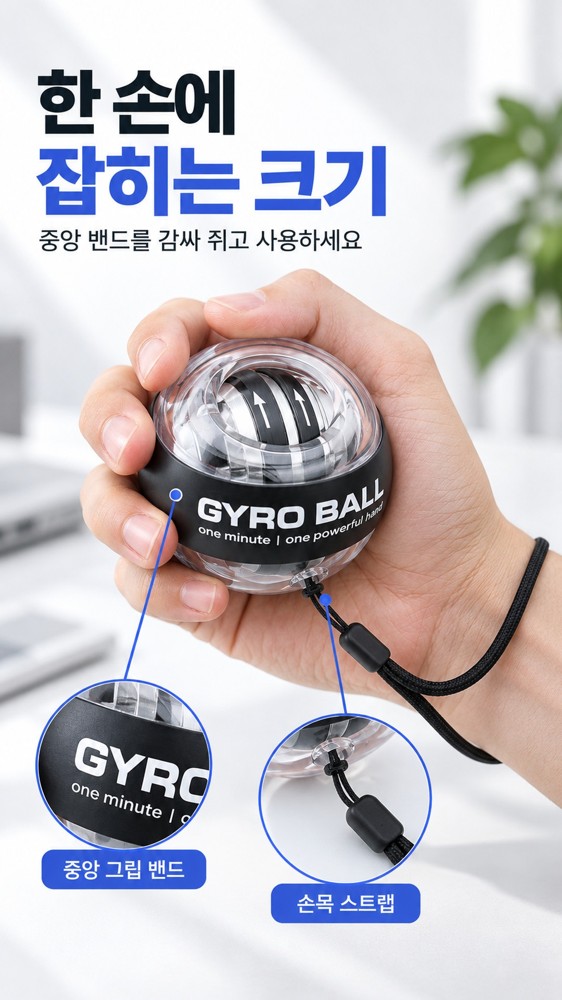 한 손에
잡히는 크기
중앙 밴드를 감싸 쥐고 사용하세요
GYRO BALL
one minute | one powerful hand
GYRO
one minute |
중앙 그립 밴드
손목 스트랩